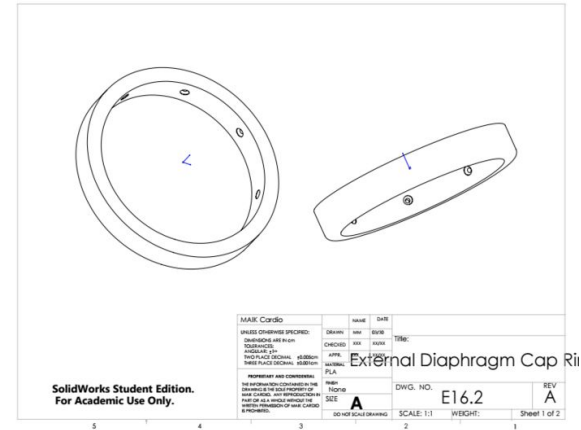 MAIK Cardio
NAME DATE
UNLESS OTHERWISE SPECIFIED:
DIMENSIONS ARE IN cm
TOLERANCES:
TWO PLACE DECIMAL ±0.005cm
THREE PLACE DECIMAL ±0.001cm
DRAWN MM
CHECKED XXX XX/XX
APPR.
MATERIAL
PLA
Title:
External Diaphragm Cap Rin
PROPRIETARY AND CONFIDENTIAL
THE INFORMATION CONTAINED IN THIS
DRAWING IS THE SOLE PROPERTY OF
MAIK CARDIO. ANY REPRODUCTION IN
PART OR AS A WHOLE WITHOUT THE
WRITTEN PERMISSION OF MAIK CARDIO
IS PROHIBITED.
FINISH
None
SIZE
A
DO NOT SCALE DRAWING
DWG. NO.
E16.2
REV
A
SCALE: 1:1 WEIGHT: Sheet 1 of 2
SolidWorks Student Edition.
For Academic Use Only.
5 4 3 2 1